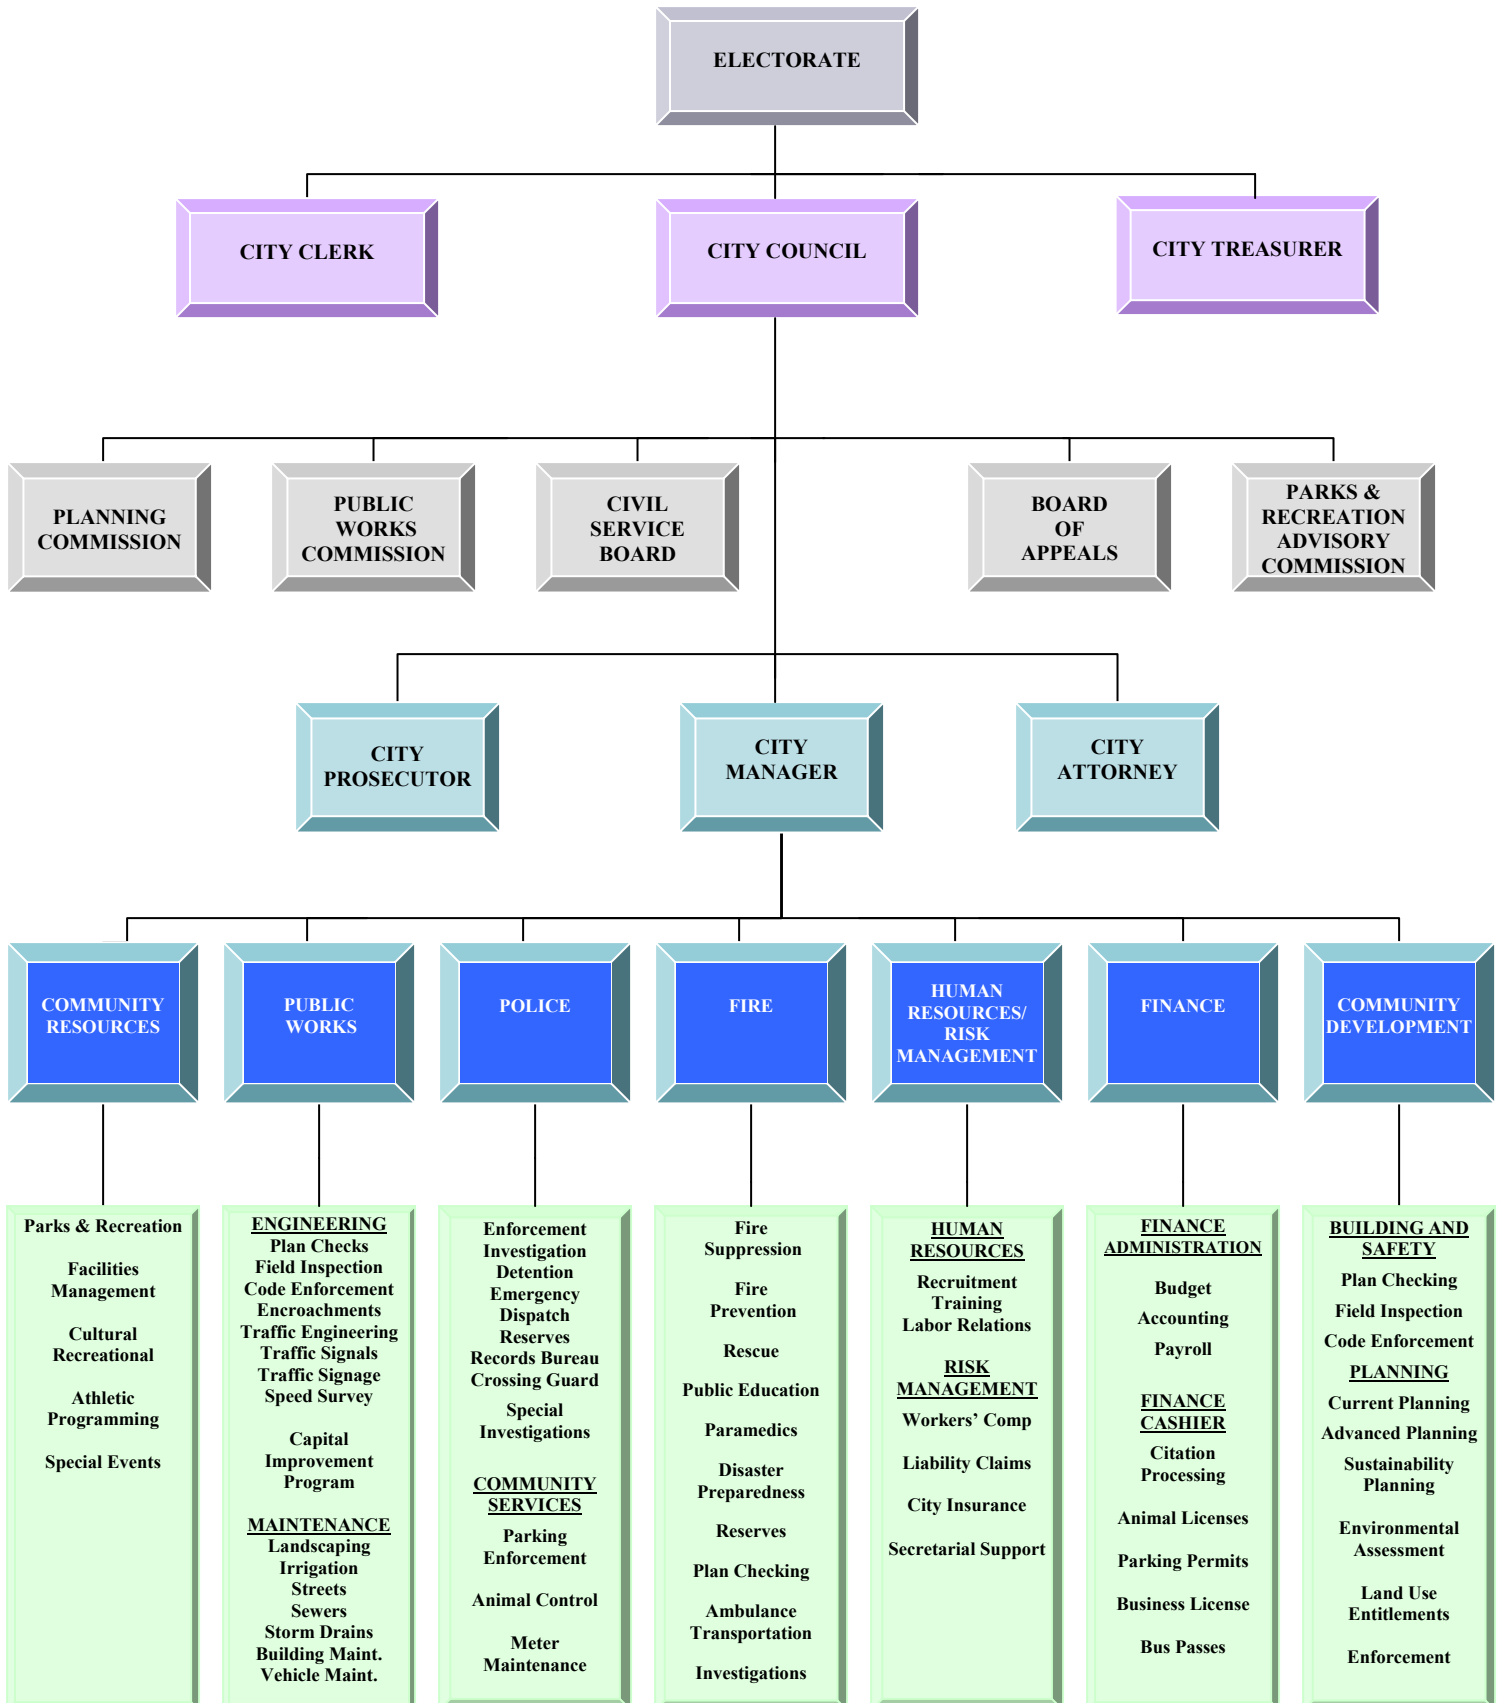 ELECTORATE
CITY CLERK
CITY COUNCIL
CITY TREASURER
PLANNING
COMMISSION
PUBLIC
WORKS
COMMISSION
CIVIL
SERVICE
BOARD
BOARD
OF
APPEALS
PARKS &
RECREATION
ADVISORY
COMMISSION
CITY
PROSECUTOR
CITY
MANAGER
CITY
ATTORNEY
COMMUNITY
RESOURCES
PUBLIC
WORKS
POLICE
FIRE
HUMAN
RESOURCES/
RISK
MANAGEMENT
FINANCE
COMMUNITY
DEVELOPMENT
Parks & Recreation
Facilities
Management
Cultural
Recreational
Athletic
Programming
Special Events
ENGINEERING
Plan Checks
Field Inspection
Code Enforcement
Encroachments
Traffic Engineering
Traffic Signals
Traffic Signage
Speed Survey
Capital
Improvement
Program
MAINTENANCE
Landscaping
Irrigation
Streets
Sewers
Storm Drains
Building Maint.
Vehicle Maint.
Enforcement
Investigation
Detention
Emergency
Dispatch
Reserves
Records Bureau
Crossing Guard
Special
Investigations
COMMUNITY
SERVICES
Parking
Enforcement
Animal Control
Meter
Maintenance
Fire
Suppression
Fire
Prevention
Rescue
Public Education
Paramedics
Disaster
Preparedness
Reserves
Plan Checking
Ambulance
Transportation
Investigations
HUMAN
RESOURCES
Recruitment
Training
Labor Relations
RISK
MANAGEMENT
Workers’ Comp
Liability Claims
City Insurance
Secretarial Support
FINANCE
ADMINISTRATION
Budget
Accounting
Payroll
FINANCE
CASHIER
Citation
Processing
Animal Licenses
Parking Permits
Business License
Bus Passes
BUILDING AND
SAFETY
Plan Checking
Field Inspection
Code Enforcement
PLANNING
Current Planning
Advanced Planning
Sustainability
Planning
Environmental
Assessment
Land Use
Entitlements
Enforcement